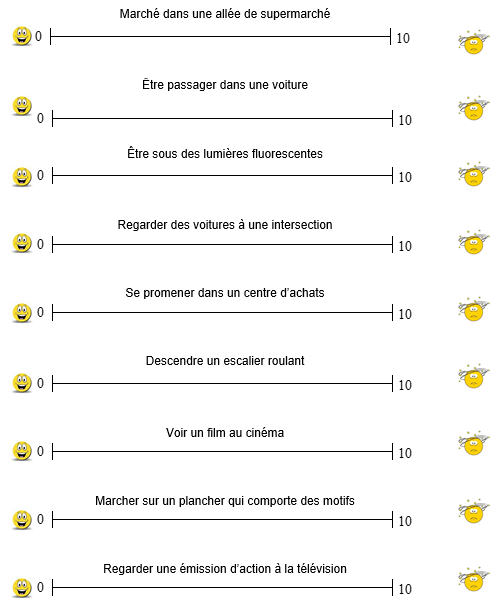 Marché dans une allée de supermarché
0 10
Être passager dans une voiture
0 10
Être sous des lumières fluorescentes
0 10
Regarder des voitures à une intersection
0 10
Se promener dans un centre d'achats
0 10
Descendre un escalier roulant
0 10
Voir un film au cinéma
0 10
Marcher sur un plancher qui comporte des motifs
0 10
Regarder une émission d'action à la télévision
0 10